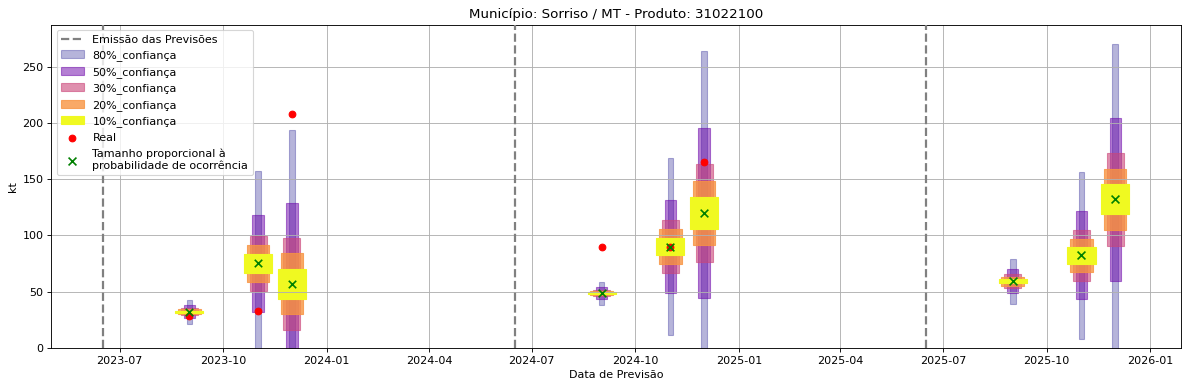 Município: Sorriso / MT - Produto: 31022100
Emissão das Previsões
80%_confiança
50%_confiança
30%_confiança
20%_confiança
10%_confiança
Real
Tamanho proporcional à
probabilidade de ocorrência
kt
250
200
150
100
50
0
2023-07 2023-10 2024-01 2024-04 2024-07 2024-10 2025-01 2025-04 2025-07 2025-10 2026-01
Data de Previsão